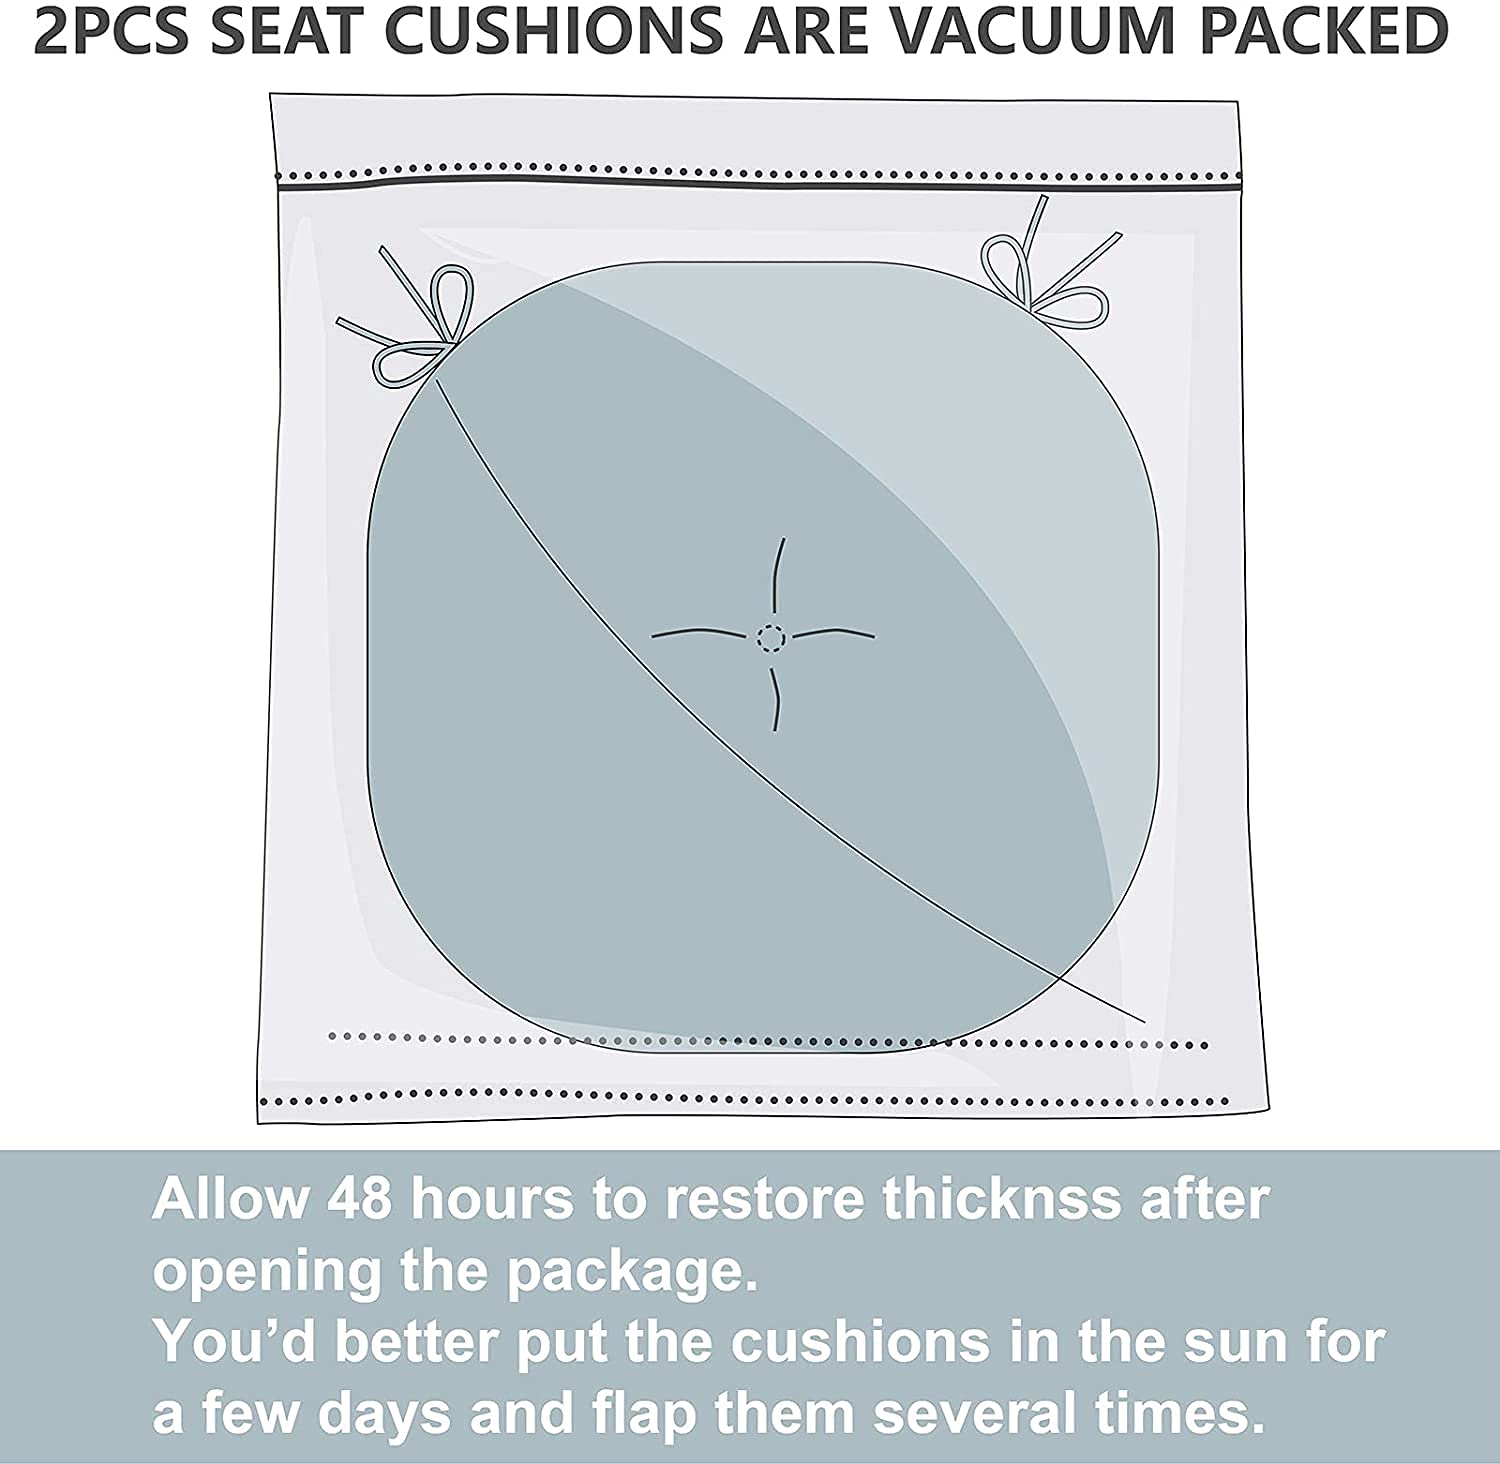 2PCS SEAT CUSHIONS ARE VACUUM PACKED
Allow 48 hours to restore thicknss after
opening the package.
You’d better put the cushions in the sun for
a few days and flap them several times.